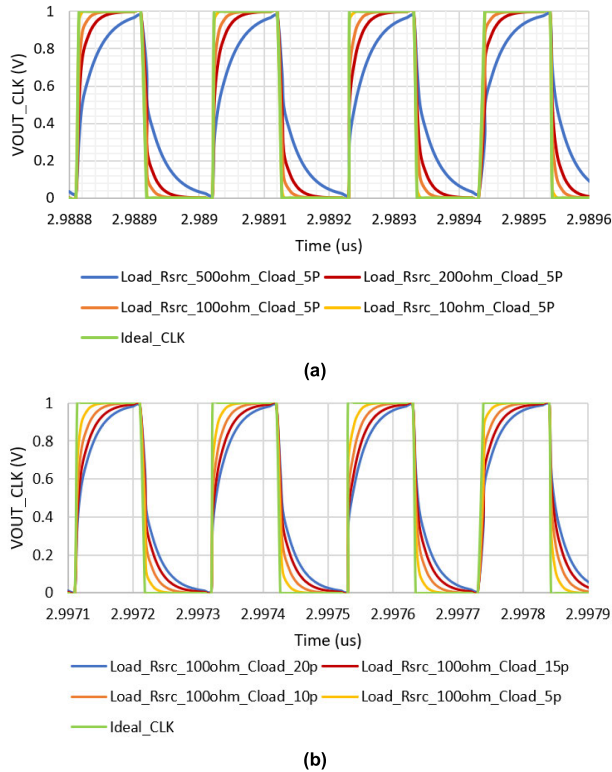 1
0.8
0.6
0.4
0.2
0
VOUT_CLK (V)
2.9888 2.9889 2.989 2.9891 2.9892 2.9893 2.9894 2.9895 2.9896
Time (us)
Load_Rsrc_500ohm_Cload_5P Load_Rsrc_200ohm_Cload_5P
Load_Rsrc_100ohm_Cload_5P Load_Rsrc_10ohm_Cload_5P
Ideal_CLK
(a)
1
0.8
0.6
0.4
0.2
0
VOUT_CLK (V)
2.9971 2.9972 2.9973 2.9974 2.9975 2.9976 2.9977 2.9978 2.9979
Time (us)
Load_Rsrc_100ohm_Cload_20p Load_Rsrc_100ohm_Cload_15p
Load_Rsrc_100ohm_Cload_10p Load_Rsrc_100ohm_Cload_5p
Ideal_CLK
(b)